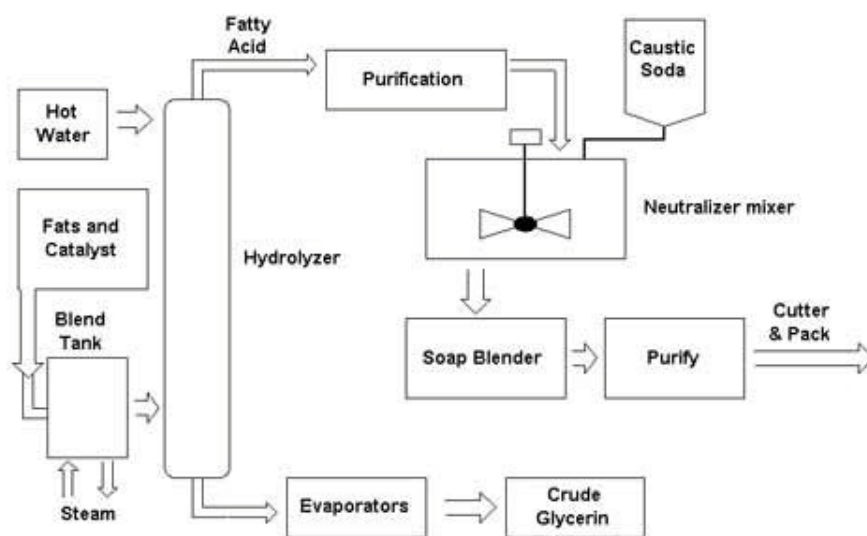 Fatty
Acid
Purification
Caustic
Soda
Hot
Water
Neutralizer mixer
Fats and
Catalyst
Hydrolyzer
Blend
Tank
Soap Blender
Purify
Cutter
& Pack
Steam
Evaporators
Crude
Glycerin